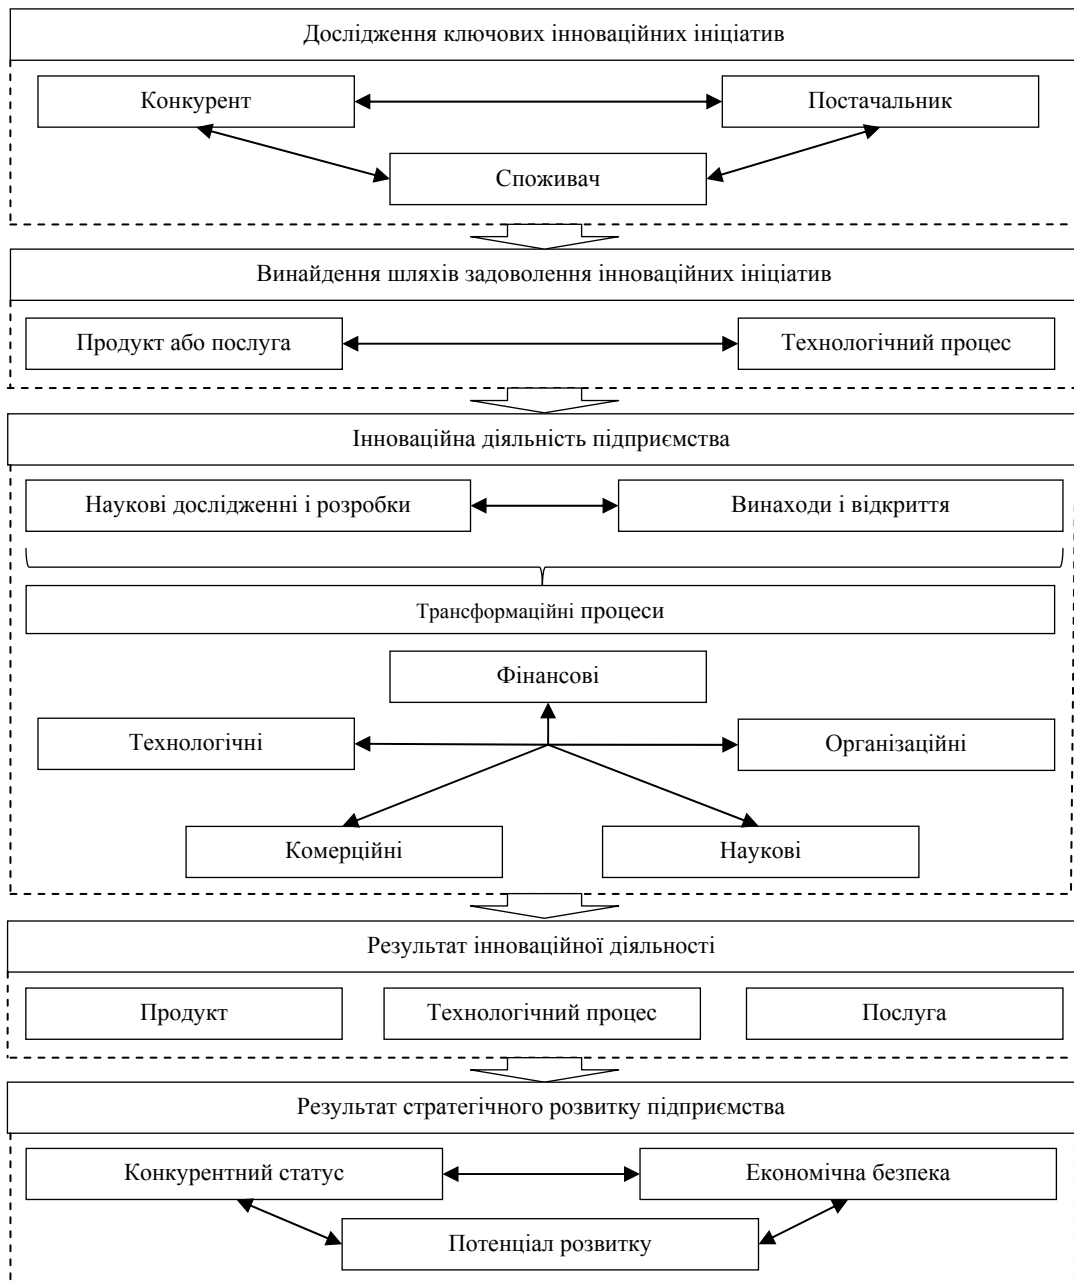 Дослідження ключових інноваційних ініціатив
Конкурент
Постачальник
Споживач
Винайдення шляхів задоволення інноваційних ініціатив
Продукт або послуга
Технологічний процес
Інноваційна діяльність підприємства
Наукові дослідженні і розробки
Винаходи і відкриття
Трансформаційні процеси
Фінансові
Технологічні
Організаційні
Комерційні
Наукові
Результат інноваційної діяльності
Продукт
Технологічний процес
Послуга
Результат стратегічного розвитку підприємства
Конкурентний статус
Економічна безпека
Потенціал розвитку